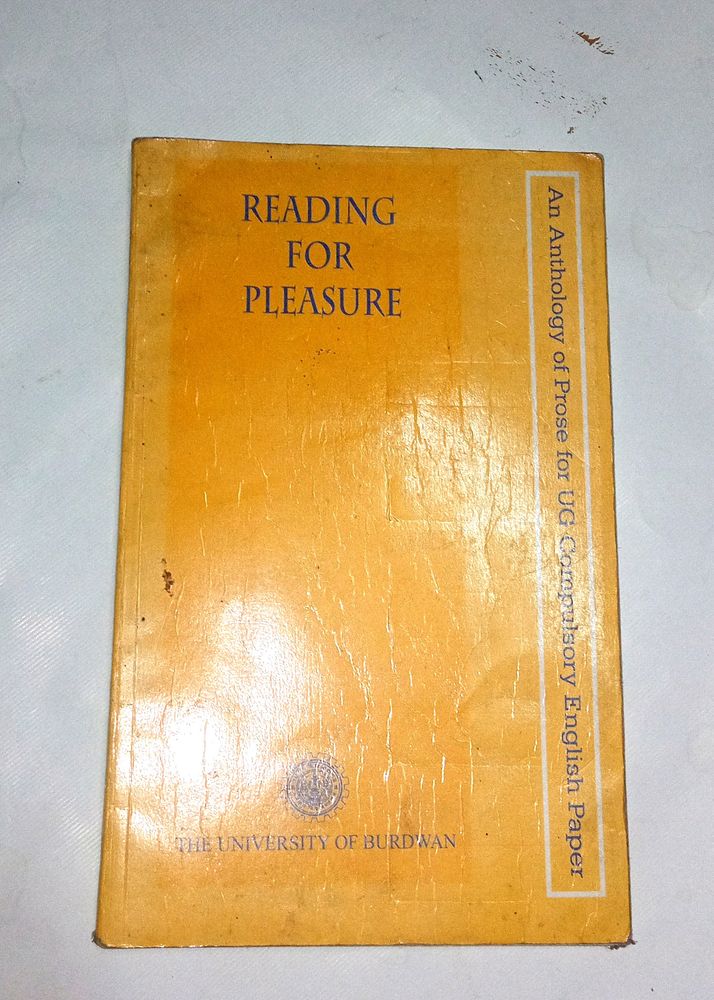 READING
FOR
PLEASURE
An Anthology of Prose for UG Compulsory English Paper
THE UNIVERSITY OF BURDWAN